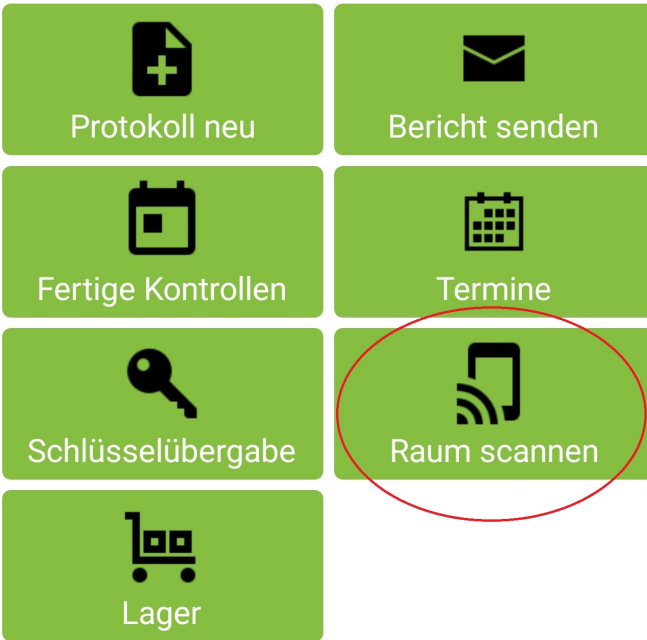 Protokoll neu
Bericht senden
Fertige Kontrollen
Termine
Schlüsselübergabe
Raum scannen
Lager